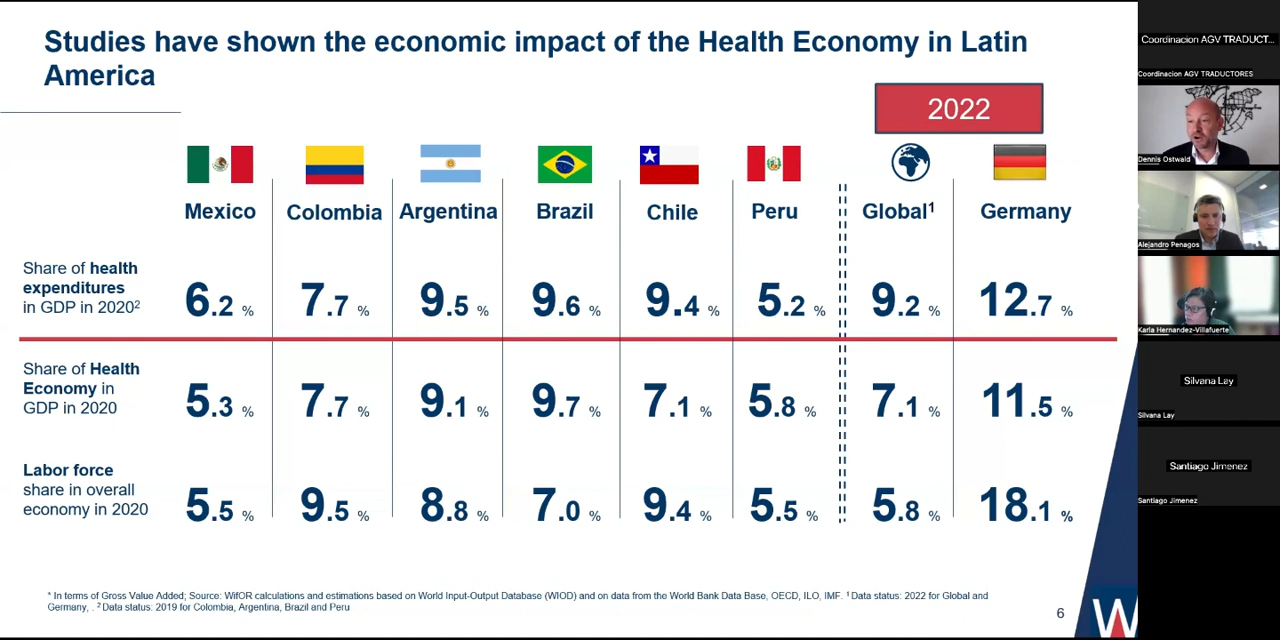 Studies have shown the economic impact of the Health Economy in Latin
America
2022
Mexico Colombia Argentina Brazil Chile Peru Global¹ Germany
Share of health
expenditures
in GDP in 2020²
6.2 % 7.7 % 9.5 % 9.6 % 9.4 % 5.2 % 9.2 % 12.7 %
Share of Health
Economy in
GDP in 2020
5.3 % 7.7 % 9.1 % 9.7 % 7.1 % 5.8 % 7.1 % 11.5 %
Labor force
share in overall
economy in 2020
5.5 % 9.5 % 8.8 % 7.0 % 9.4 % 5.5 % 5.8 % 18.1 %
* In terms of Gross Value Added; Source: WifOR calculations and estimations based on World Input-Output Database (WIOD) and on data from the World Bank Data Base, OECD, ILO, IMF. ¹ Data status: 2022 for Global and
Germany, . ² Data status: 2019 for Colombia, Argentina, Brazil and Peru
6
W
Coordinacion AGV TRADUCT...
Coordinacion AGV TRADUCTORES
Dennis Ostwald
Alejandro Penagos
Karla Hernandez-Villafuerte
Silvana Lay
Silvana Lay
Santiago Jimenez
Santiago Jimenez